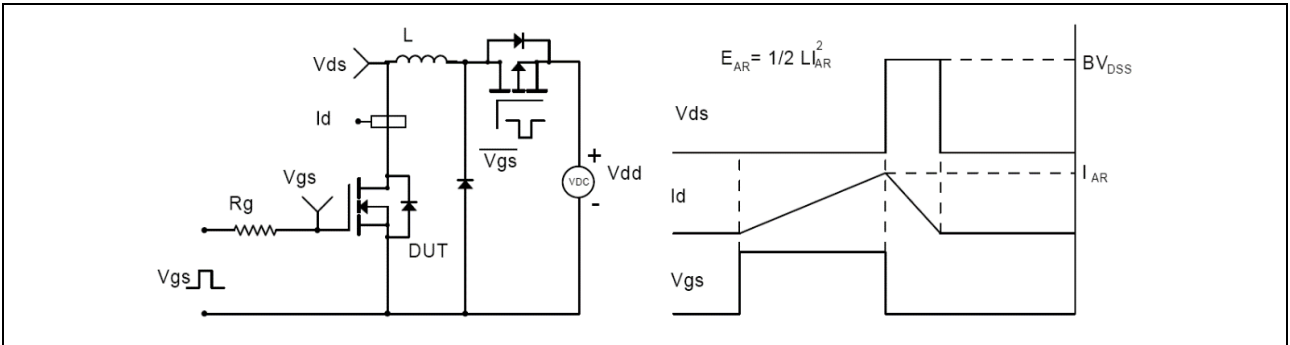 L
Vds
Id
Vgs
Rg
Vgs
DUT
Vgs
+
VDC
-
Vdd
E_AR = 1/2 LI_AR^2
BV_DSS
Vds
I_AR
Id
Vgs